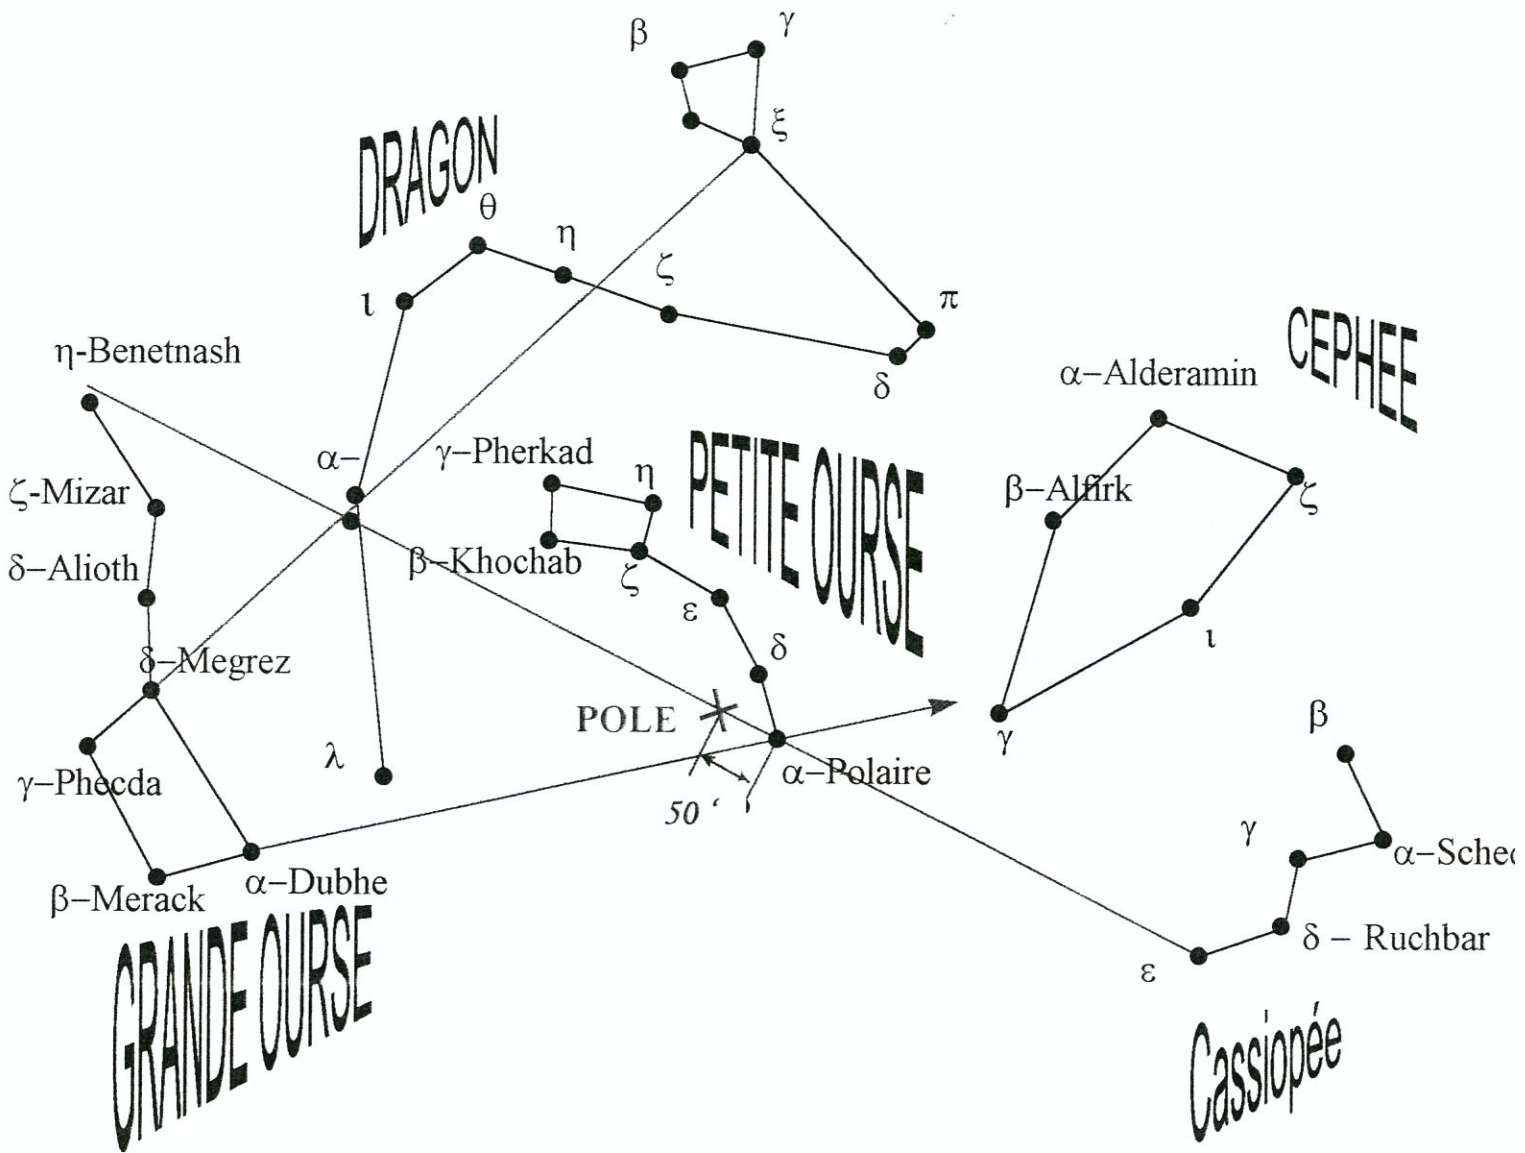 γ
β
ξ
DRAGON
θ
η
ζ
ι
π
δ
CEPHEE
η-Benetnash
α-Alderamin
α-
γ-Pherkad
η
PETITE OURSE
ζ-Mizar
β-Alfirk
ζ
β-Khochab
ζ
δ-Alioth
ε
ι
δ
δ-Megrez
POLE
γ
β
λ
α-Polaire
γ-Phecda
50 ‘
γ
α-Sched
β-Merack
α-Dubhe
δ - Ruchbar
GRANDE OURSE
ε
Cassiopée